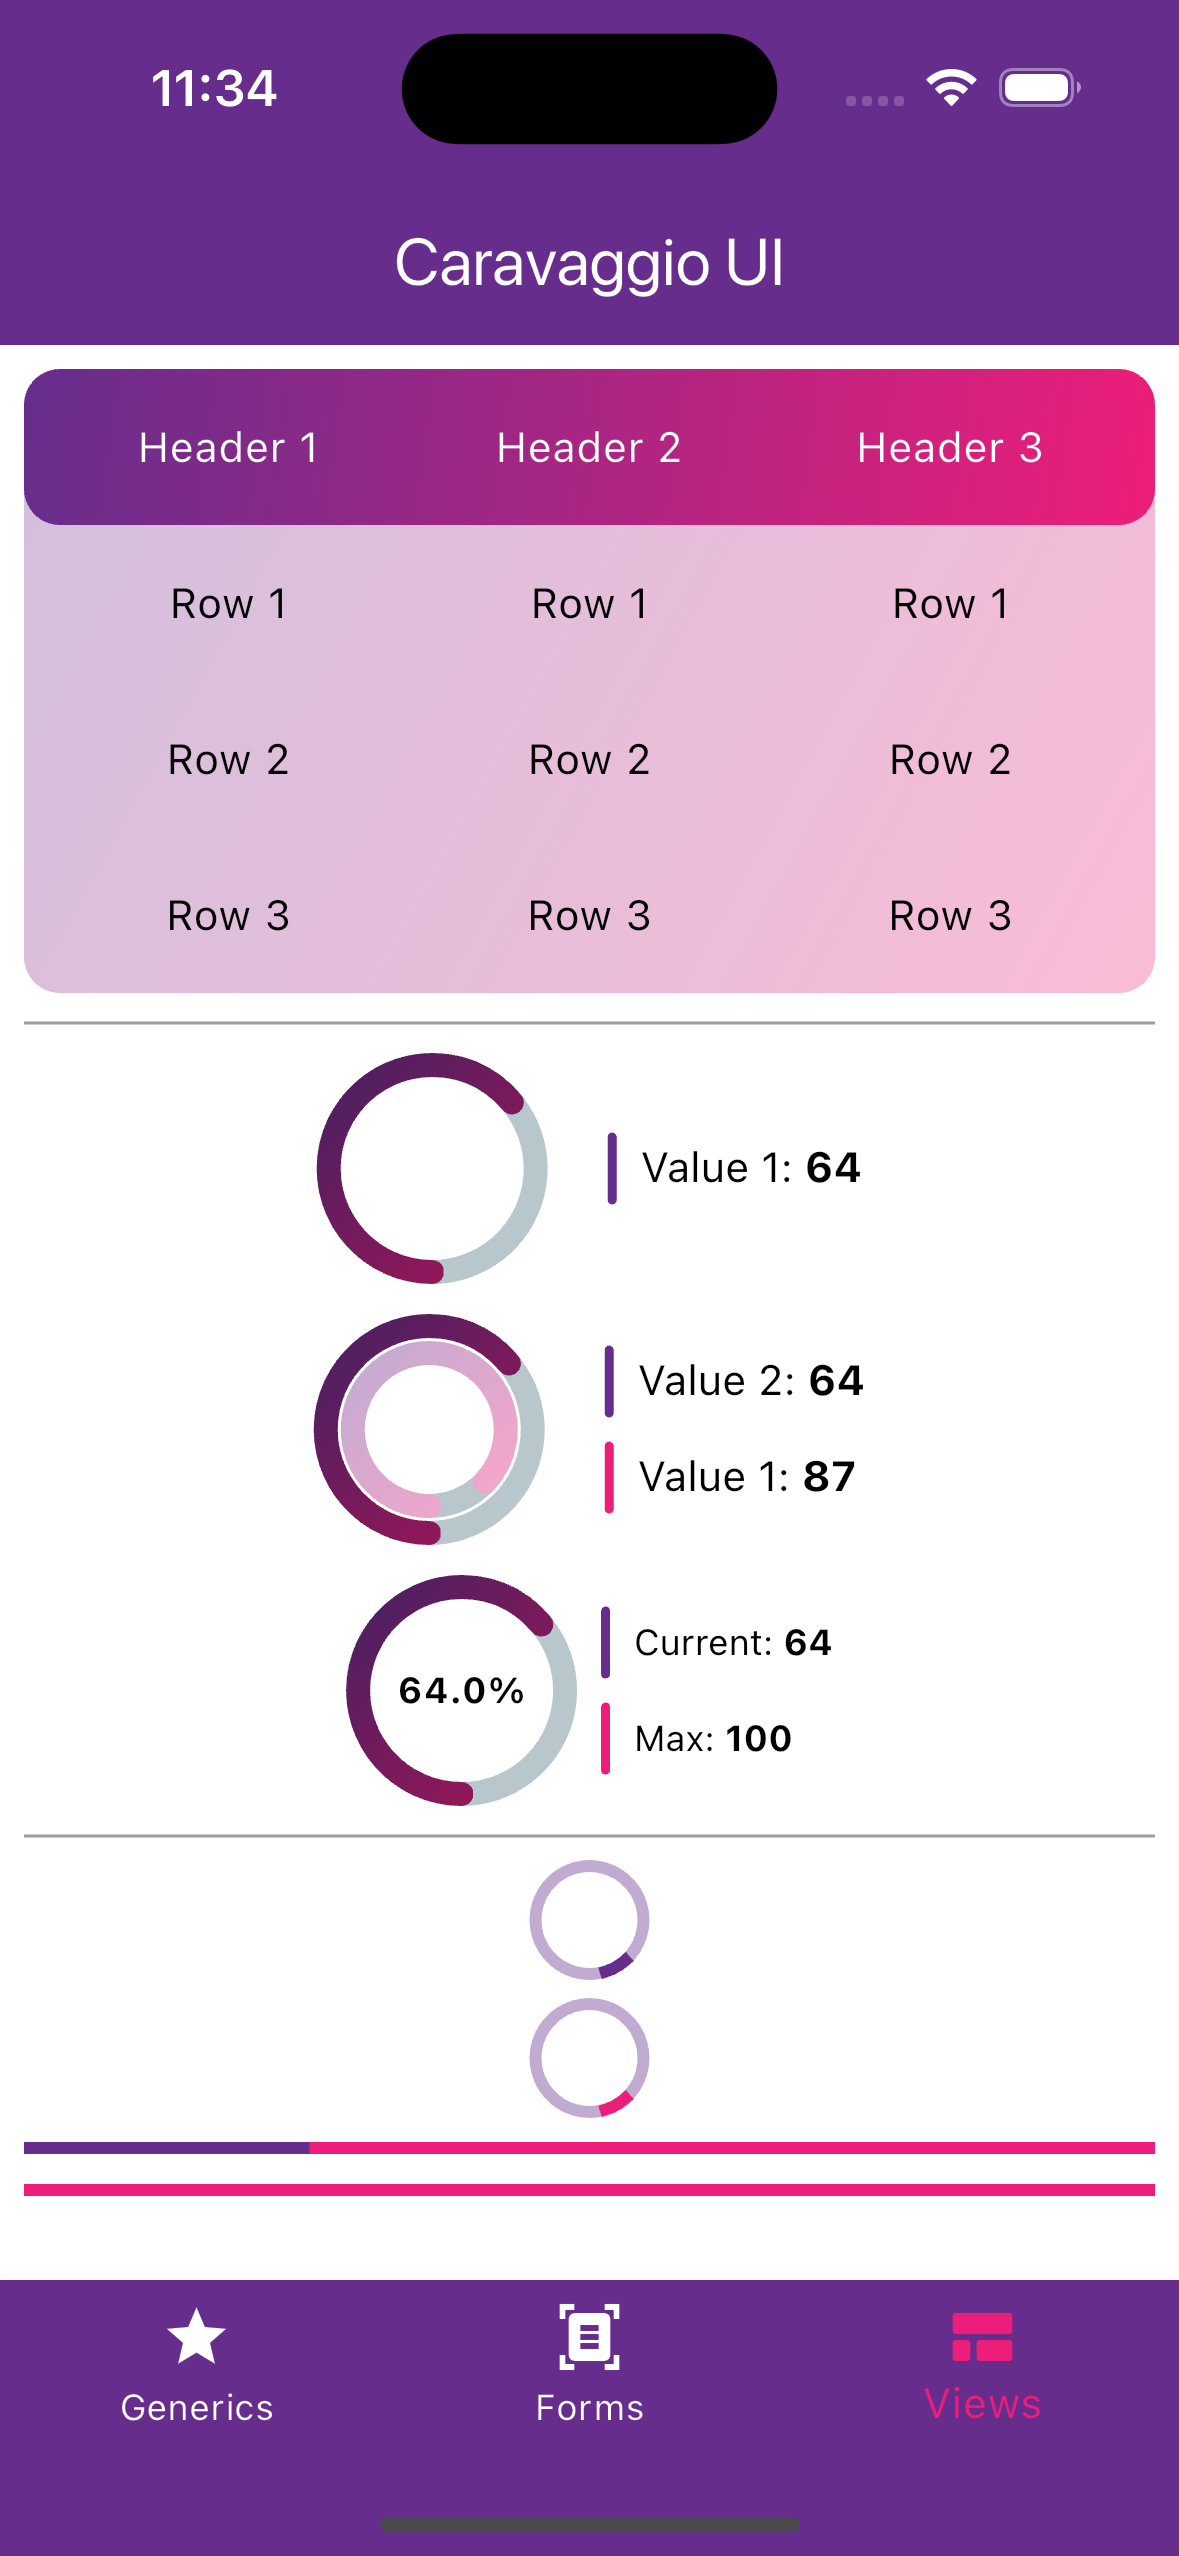 11:34
Caravaggio UI
Header 1 Header 2 Header 3
Row 1 Row 1 Row 1
Row 2 Row 2 Row 2
Row 3 Row 3 Row 3
Value 1: 64
Value 2: 64
Value 1: 87
Current: 64
64.0%
Max: 100
Generics Forms Views